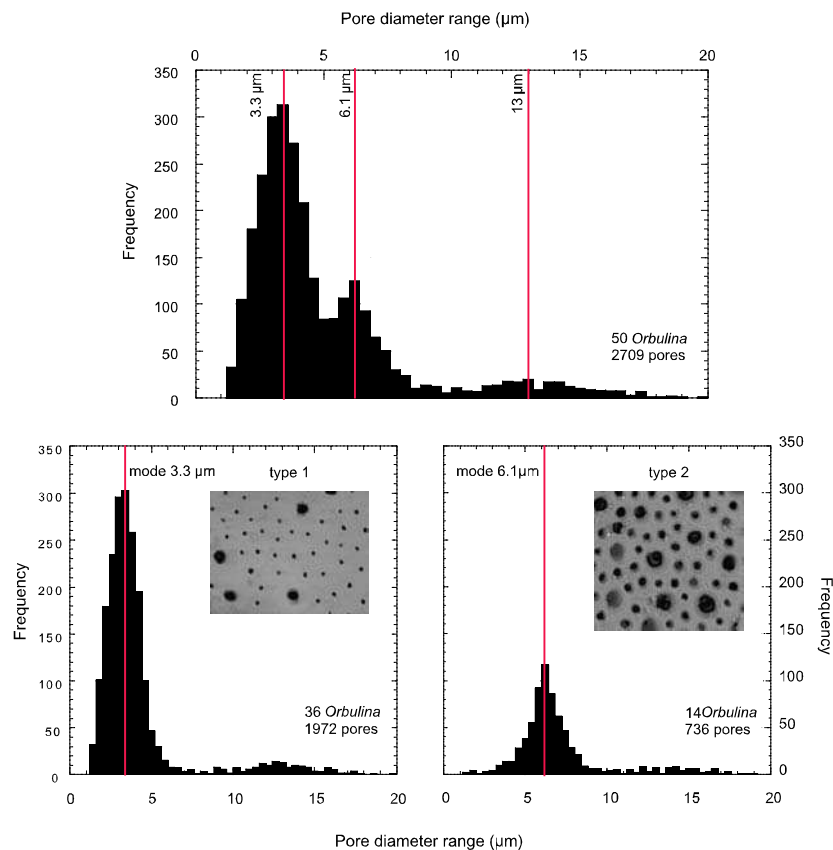 Pore diameter range (μm)
0 5 10 15 20
350
300
250
200
150
100
50
0
Frequency
3.3 μm
6.1 μm
13 μm
50 Orbulina
2709 pores
350
300
250
200
150
100
50
0
Frequency
mode 3.3 μm
type 1
36 Orbulina
1972 pores
0 5 10 15 20
mode 6.1μm
type 2
14Orbulina
736 pores
350
300
250
200
150
100
50
0
Frequency
0 5 10 15 20
Pore diameter range (μm)